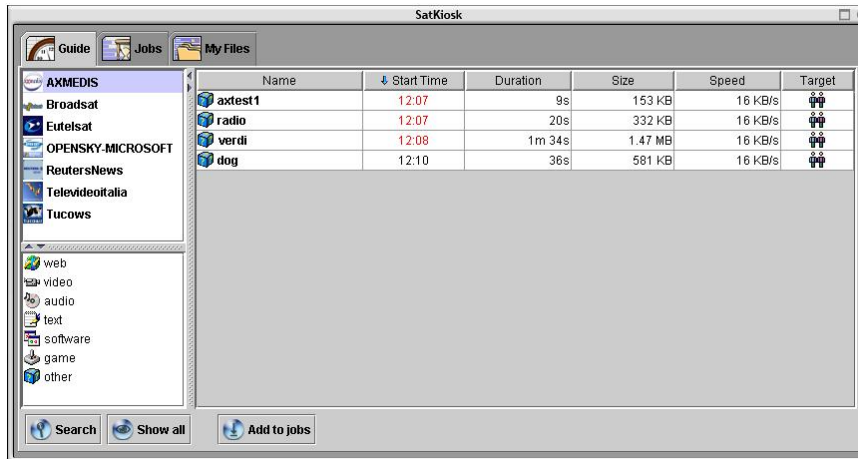 SatKiosk
Guide Jobs My Files
AXMEDIS
Broadsat
Eutelsat
OPENSKY-MICROSOFT
ReutersNews
Televideoitalia
Tucows
web
video
audio
text
software
game
other
Name Start Time Duration Size Speed Target
axtest1 12:07 9s 153 KB 16 KB/s
radio 12:07 20s 332 KB 16 KB/s
verdi 12:08 1m 34s 1.47 MB 16 KB/s
dog 12:10 36s 581 KB 16 KB/s
Search Show all Add to jobs